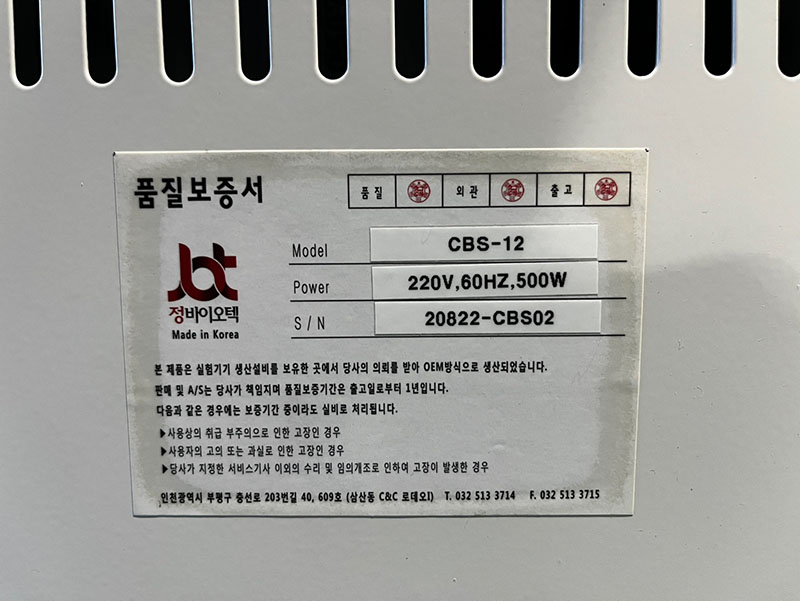 품질보증서
품질 외관 출고
jbt
정바이오텍
Made in Korea
Model CBS-12
Power 220V,60HZ,500W
S/N 20822-CBS02
본 제품은 실험기기 생산설비를 보유한 곳에서 당사의 의뢰를 받아 OEM방식으로 생산되었습니다.
판매 및 A/S는 당사가 책임지며 품질보증기간은 출고일로부터 1년입니다.
다음과 같은 경우에는 보증기간 중이라도 실비로 처리됩니다.
▶사용상의 취급 부주의으로 인한 고장인 경우
▶사용자의 고의 또는 과실로 인한 고장인 경우
▶당사가 지정한 서비스기사 이외의 수리 및 임의개조로 인하여 고장이 발생한 경우
인천광역시 부평구 충선로 203번길 40, 609호 (삼산동 C&C 로데오I) T. 032 513 3714 F. 032 513 3715